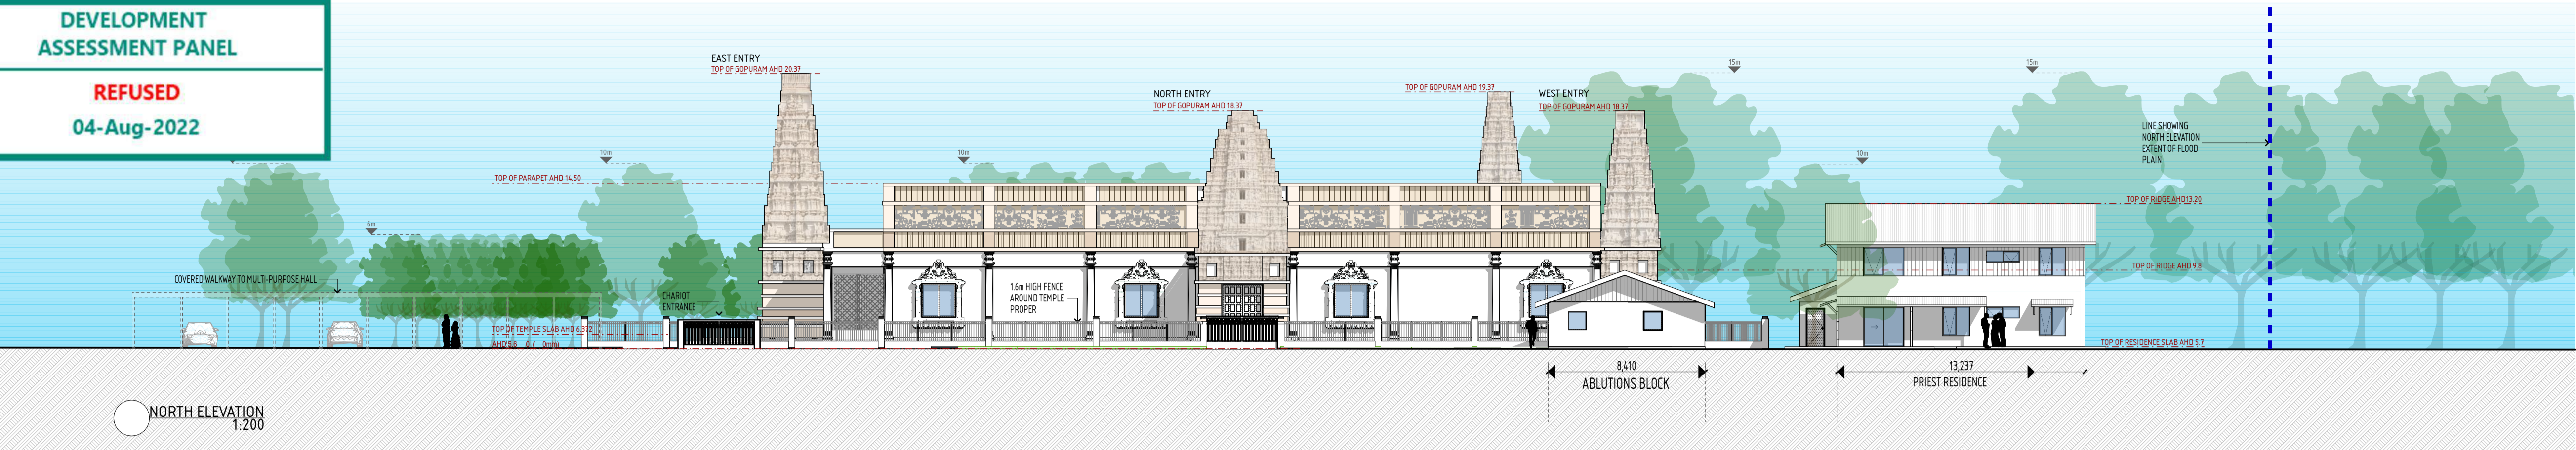 DEVELOPMENT
ASSESSMENT PANEL
REFUSED
04-Aug-2022
EAST ENTRY
TOP OF GOPURAM AHD 20.37
NORTH ENTRY
TOP OF GOPURAM AHD 18.37
TOP OF GOPURAM AHD 19.37
WEST ENTRY
TOP OF GOPURAM AHD 18.37
15m
15m
10m
10m
10m
6m
TOP OF PARAPET AHD 14.50
LINE SHOWING
NORTH ELEVATION
EXTENT OF FLOOD
PLAIN
TOP OF RIDGE AHD13.20
TOP OF RIDGE AHD 9.8
COVERED WALKWAY TO MULTI-PURPOSE HALL
CHARIOT
ENTRANCE
1.6m HIGH FENCE
AROUND TEMPLE
PROPER
TOP OF TEMPLE SLAB AHD 6.372
TOP OF RESIDENCE SLAB AHD 5.7
8,410
ABLUTIONS BLOCK
13,237
PRIEST RESIDENCE
NORTH ELEVATION
1:200